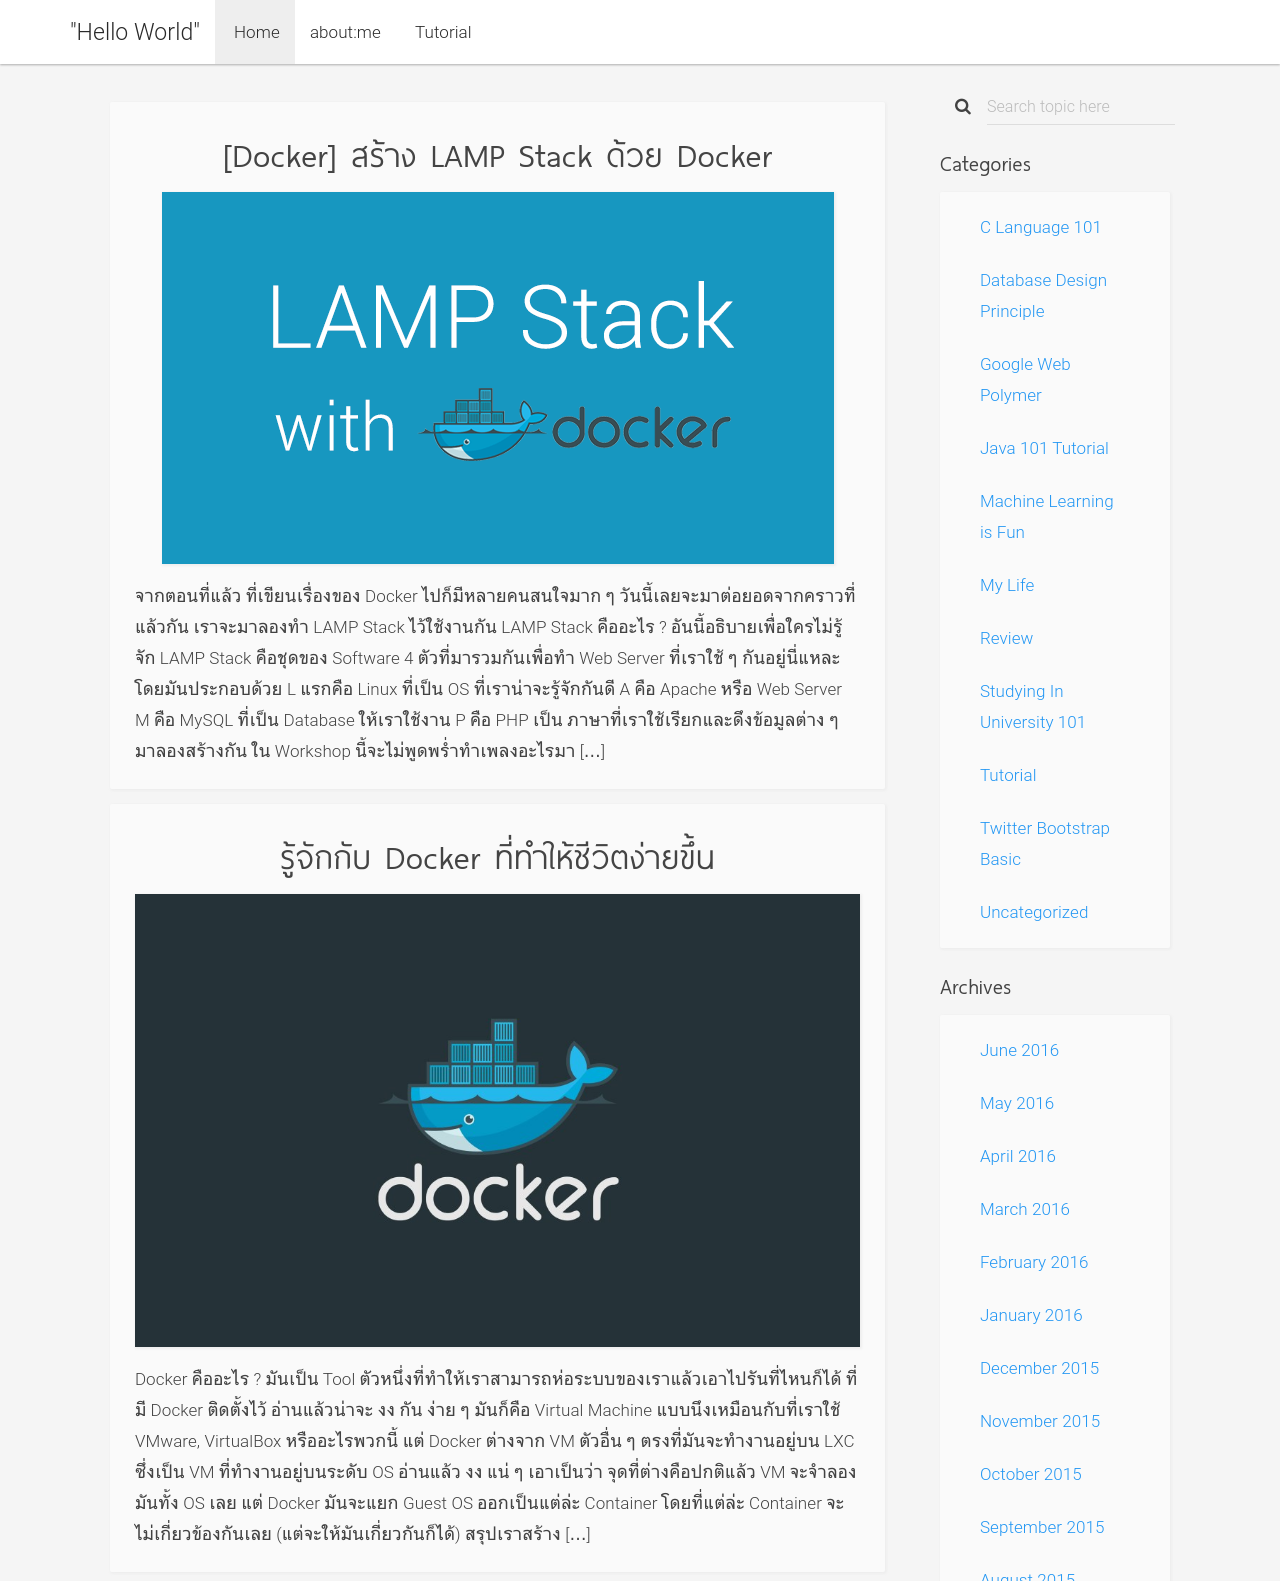 "Hello World"
Home
about:me
Tutorial
Search topic here
[Docker] สร้าง LAMP Stack ด้วย Docker
LAMP Stack
with docker
จากตอนที่แล้ว ที่เขียนเรื่องของ Docker ไปก็มีหลายคนสนใจมาก ๆ วันนี้เลยจะมาต่อยอดจากคราวที่
แล้วกัน เราจะมาลองทำ LAMP Stack ไว้ใช้งานกัน LAMP Stack คืออะไร ? อันนี้อธิบายเพื่อใครไม่รู้
จัก LAMP Stack คือชุดของ Software 4 ตัวที่มารวมกันเพื่อทำ Web Server ที่เราใช้ ๆ กันอยู่นี่แหละ
โดยมันประกอบด้วย L แรกคือ Linux ที่เป็น OS ที่เราน่าจะรู้จักกันดี A คือ Apache หรือ Web Server
M คือ MySQL ที่เป็น Database ให้เราใช้งาน P คือ PHP เป็น ภาษาที่เราใช้เรียกและดึงข้อมูลต่าง ๆ
มาลองสร้างกัน ใน Workshop นี้จะไม่พูดพร่ำทำเพลงอะไรมา […]
รู้จักกับ Docker ที่ทำให้ชีวิตง่ายขึ้น
docker
Docker คืออะไร ? มันเป็น Tool ตัวหนึ่งที่ทำให้เราสามารถห่อระบบของเราแล้วเอาไปรันที่ไหนก็ได้ ที่
มี Docker ติดตั้งไว้ อ่านแล้วน่าจะ งง กัน ง่าย ๆ มันก็คือ Virtual Machine แบบนึงเหมือนกับที่เราใช้
VMware, VirtualBox หรืออะไรพวกนี้ แต่ Docker ต่างจาก VM ตัวอื่น ๆ ตรงที่มันจะทำงานอยู่บน LXC
ซึ่งเป็น VM ที่ทำงานอยู่บนระดับ OS อ่านแล้ว งง แน่ ๆ เอาเป็นว่า จุดที่ต่างคือปกติแล้ว VM จะจำลอง
มันทั้ง OS เลย แต่ Docker มันจะแยก Guest OS ออกเป็นแต่ล่ะ Container โดยที่แต่ล่ะ Container จะ
ไม่เกี่ยวข้องกันเลย (แต่จะให้มันเกี่ยวกันก็ได้) สรุปเราสร้าง […]
Categories
C Language 101
Database Design
Principle
Google Web
Polymer
Java 101 Tutorial
Machine Learning
is Fun
My Life
Review
Studying In
University 101
Tutorial
Twitter Bootstrap
Basic
Uncategorized
Archives
June 2016
May 2016
April 2016
March 2016
February 2016
January 2016
December 2015
November 2015
October 2015
September 2015
August 2015